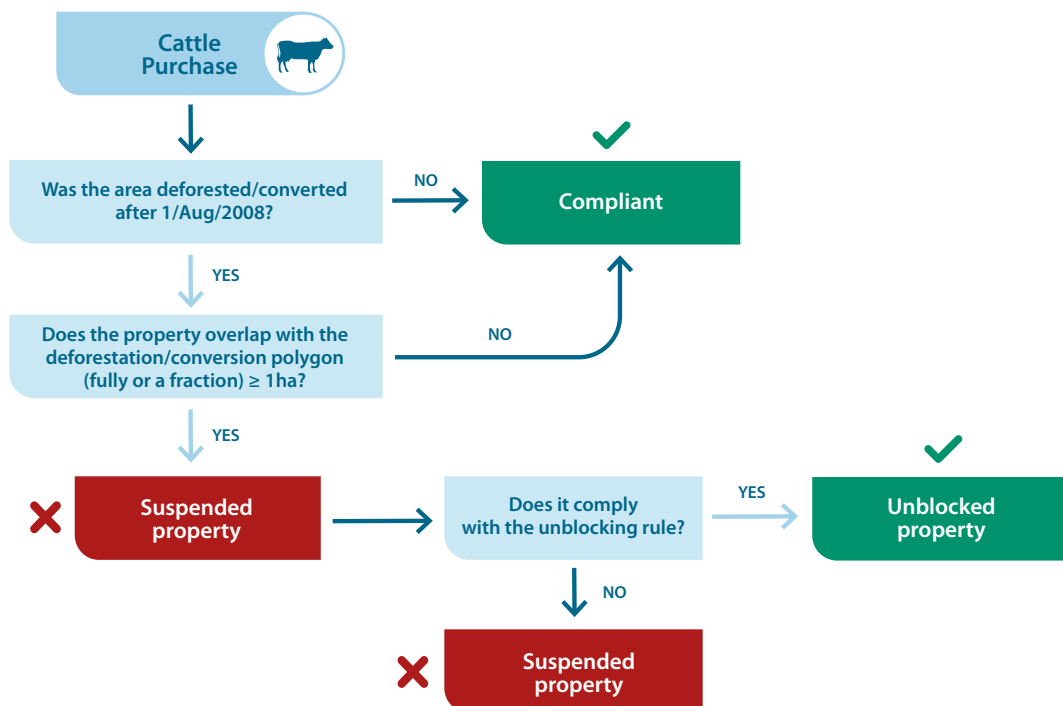 Cattle
Purchase
Was the area deforested/converted
after 1/Aug/2008?
NO
Compliant
YES
Does the property overlap with the
deforestation/conversion polygon
(fully or a fraction) ≥ 1ha?
NO
YES
Suspended
property
Does it comply
with the unblocking rule?
YES
Unblocked
property
NO
Suspended
property